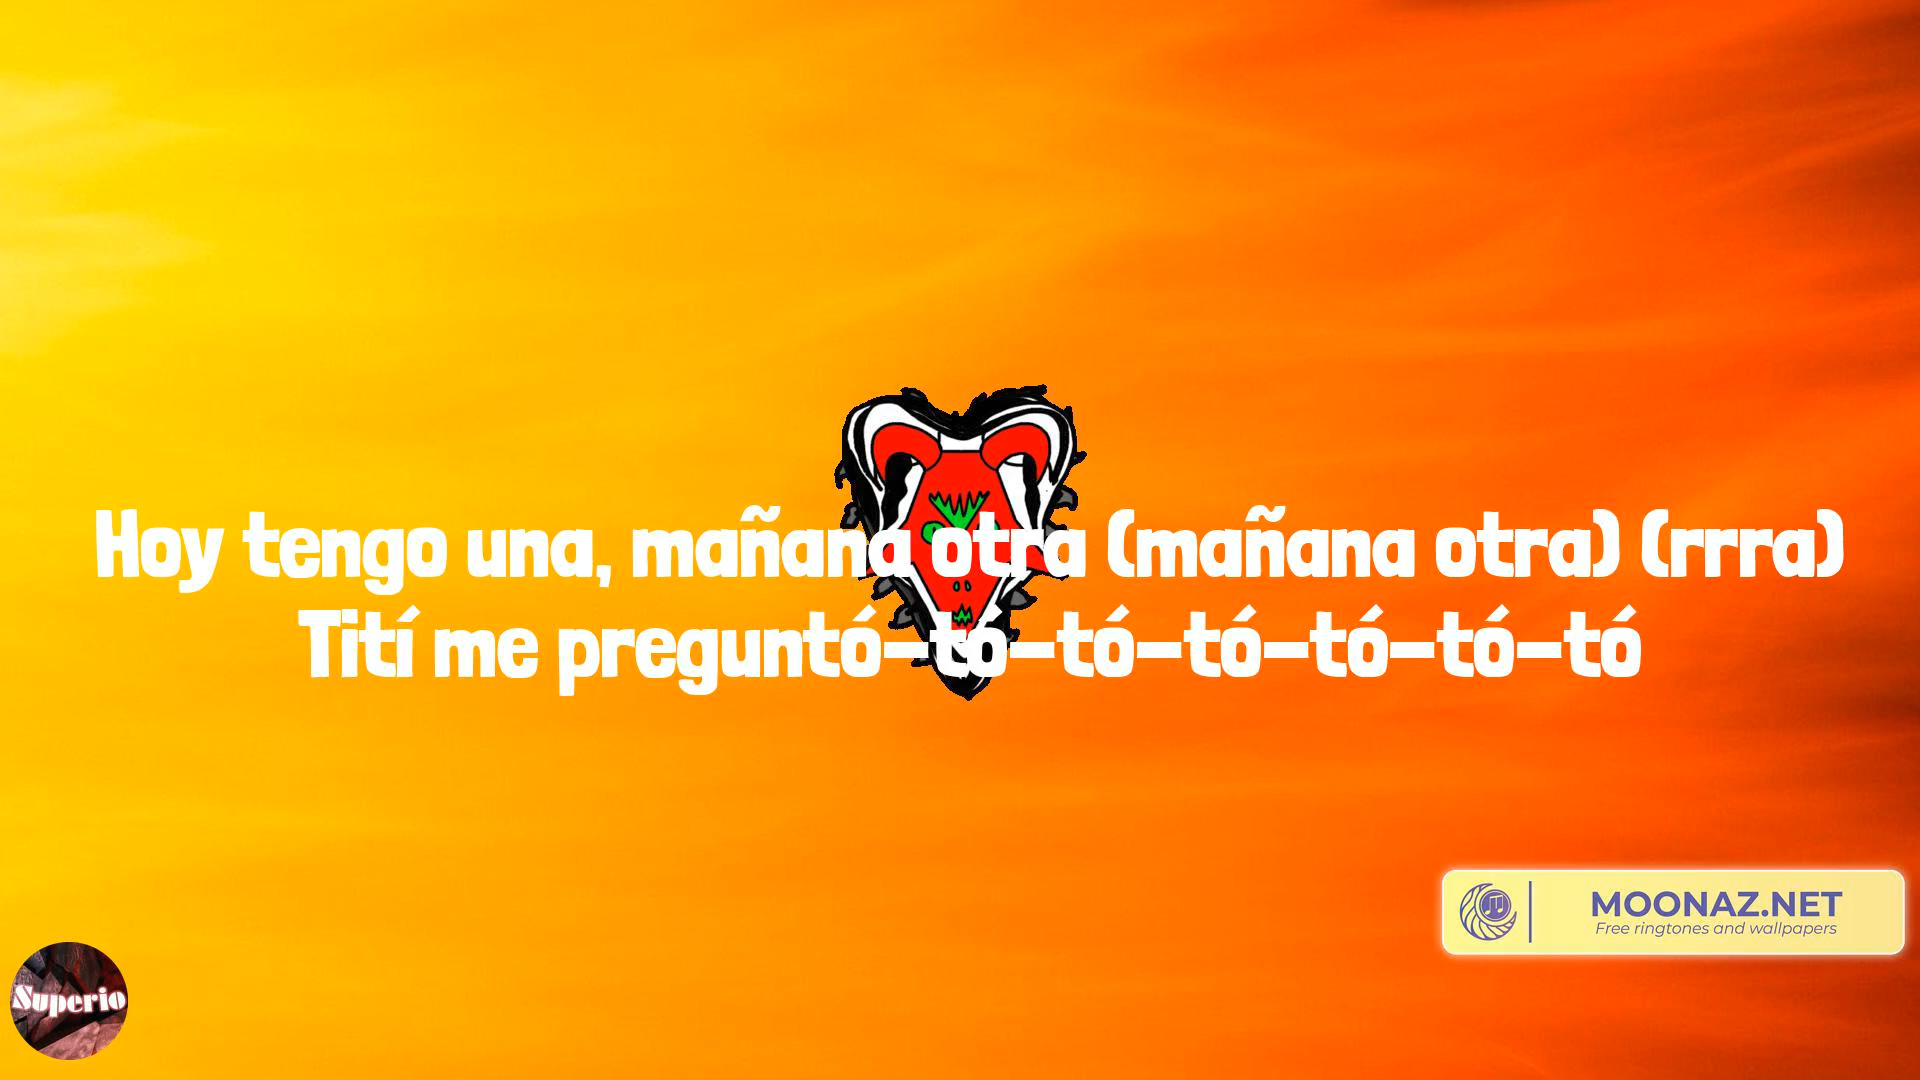 Hoy tengo una, mañana otra (mañana otra) (rrra)
Tití me preguntó-tó-tó-tó-tó-tó-tó
MOONAZ.NET
Free ringtones and wallpapers
Superio